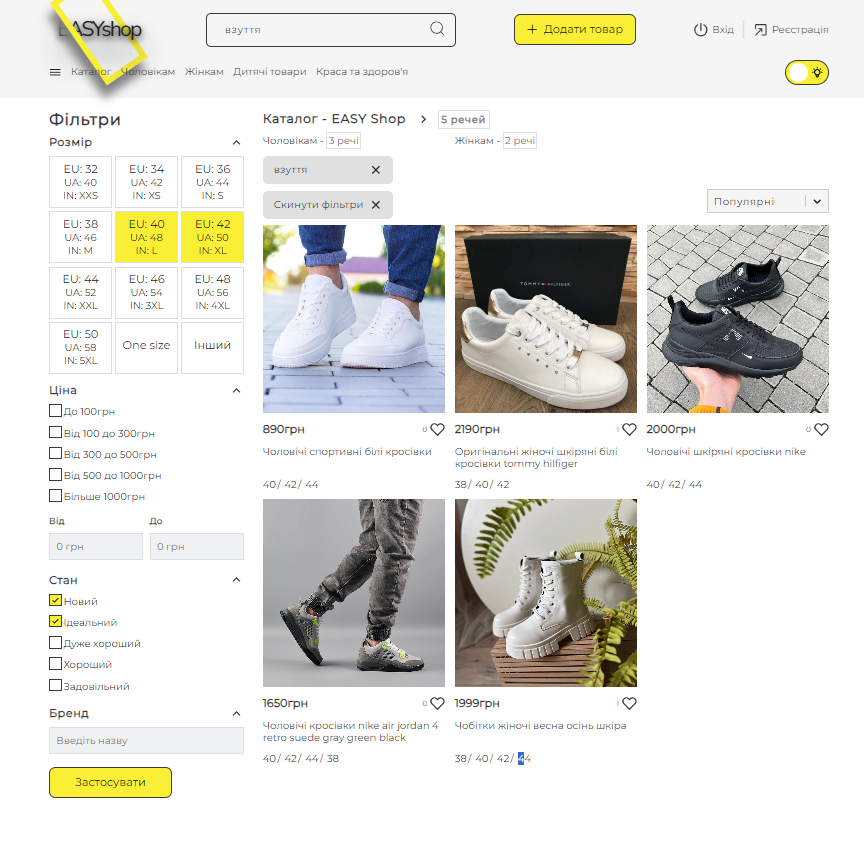 EASYshop
взуття
Додати товар
Вхід
Реєстрація
Каталог
Чоловікам
Жінкам
Дитячі товари
Краса та здоров'я
Фільтри
Розмір
EU: 32
UA: 40
IN: XXS
EU: 34
UA: 42
IN: XS
EU: 36
UA: 44
IN: S
EU: 38
UA: 46
IN: M
EU: 40
UA: 48
IN: L
EU: 42
UA: 50
IN: XL
EU: 44
UA: 52
IN: XXL
EU: 46
UA: 54
IN: 3XL
EU: 48
UA: 56
IN: 4XL
EU: 50
UA: 58
IN: 5XL
One size
Інший
Ціна
До 100грн
Від 100 до 300грн
Від 300 до 500грн
Від 500 до 1000грн
Більше 1000грн
Від
До
0 грн
0 грн
Стан
Новий
Ідеальний
Дуже хороший
Хороший
Задовільний
Бренд
Введіть назву
Застосувати
Каталог - EASY Shop
5 речей
Чоловікам - 3 речі
Жінкам - 2 речі
взуття
Скинути фільтри
Популярні
TOMMY HILFIGER
890грн
0
Чоловічі спортивні білі кросівки
40/ 42/ 44
2190грн
1
Оригінальні жіночі шкіряні білі
кросівки tommy hilfiger
38/ 40/ 42
2000грн
0
Чоловічі шкіряні кросівки nike
40/ 42/ 44
1650грн
0
Чоловічі кросівки nike air jordan 4
retro suede gray green black
40/ 42/ 44/ 38
1999грн
1
Чобітки жіночі весна осінь шкіра
38/ 40/ 42/ 44